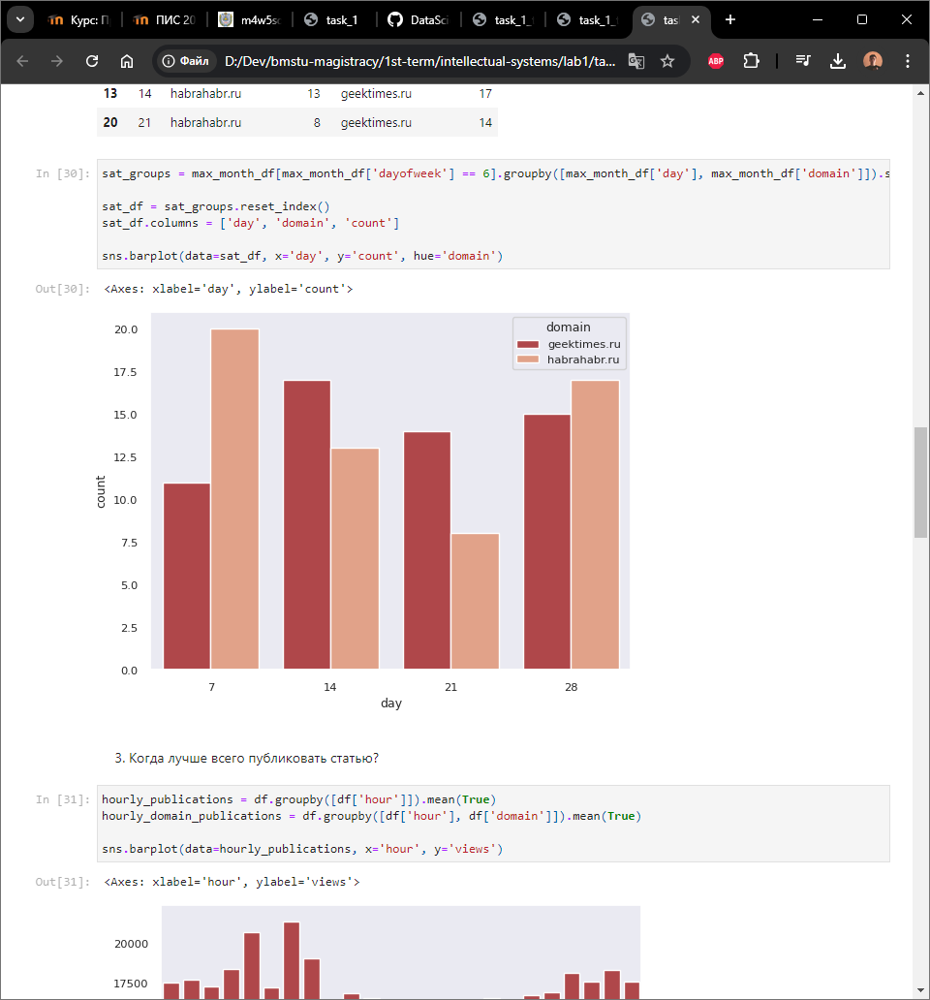 Курс: П
ПИС 20
m4w5sc
task_1
DataSci
task_1_
task_1_
tas
Файл D:/Dev/bmstu-magistracy/1st-term/intellectual-systems/lab1/ta...
ABP
13 14 habrahabr.ru 13 geektimes.ru 17
20 21 habrahabr.ru 8 geektimes.ru 14
In [30]: sat_groups = max_month_df[max_month_df['dayofweek'] == 6].groupby([max_month_df['day'], max_month_df['domain']]).s
sat_df = sat_groups.reset_index()
sat_df.columns = ['day', 'domain', 'count']
sns.barplot(data=sat_df, x='day', y='count', hue='domain')
Out[30]: <Axes: xlabel='day', ylabel='count'>
domain
geektimes.ru
habrahabr.ru
20.0
17.5
15.0
12.5
10.0
7.5
5.0
2.5
0.0
count
7 14 21 28
day
3. Когда лучше всего публиковать статью?
In [31]: hourly_publications = df.groupby([df['hour']]).mean(True)
hourly_domain_publications = df.groupby([df['hour'], df['domain']]).mean(True)
sns.barplot(data=hourly_publications, x='hour', y='views')
Out[31]: <Axes: xlabel='hour', ylabel='views'>
20000
17500